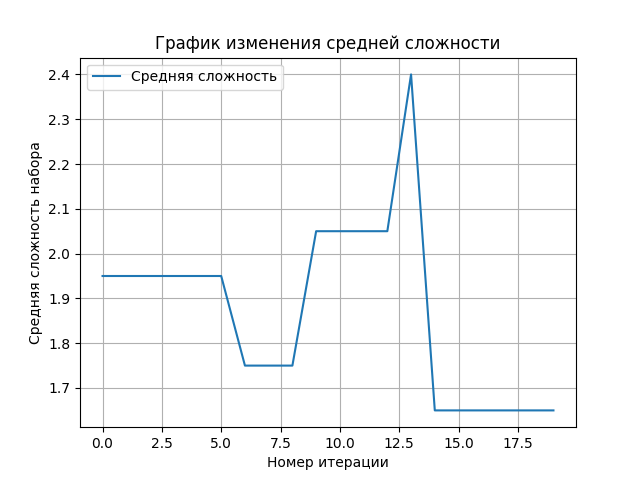 График изменения средней сложности
Средняя сложность
Средняя сложность набора
2.4
2.3
2.2
2.1
2.0
1.9
1.8
1.7
0.0 2.5 5.0 7.5 10.0 12.5 15.0 17.5
Номер итерации